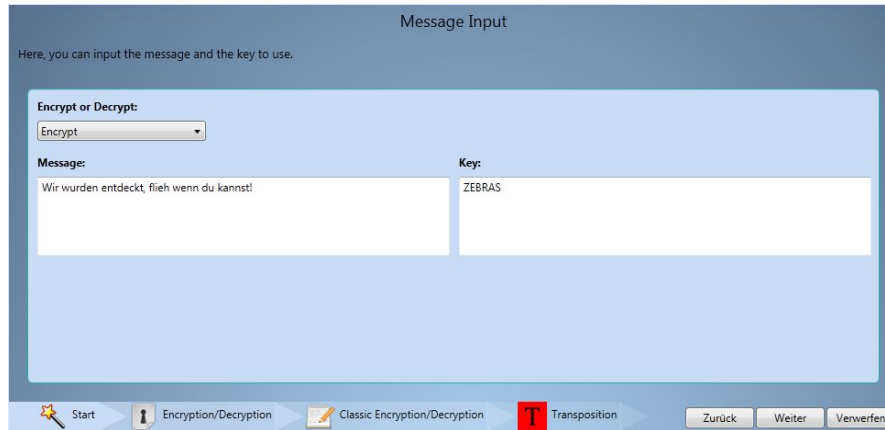 Message Input
Here, you can input the message and the key to use.
Encrypt or Decrypt:
Encrypt
Message:
Key:
Wir wurden entdeckt, flieh wenn du kannst!
ZEBRAS
Start
Encryption/Decryption
Classic Encryption/Decryption
T
Transposition
Zurück
Weiter
Verwerfen